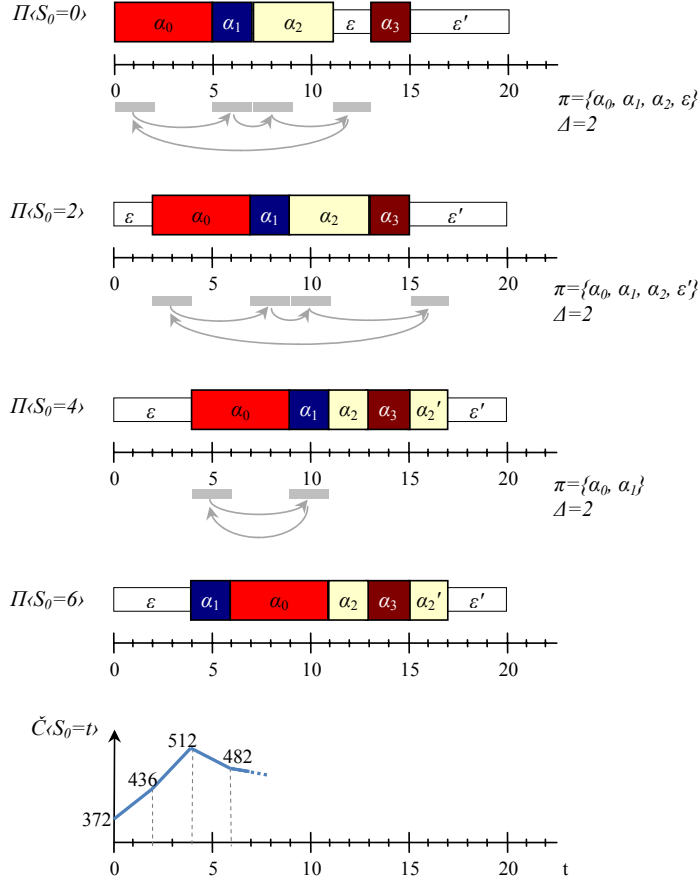 Π‹S₀=0› α₀ α₁ α₂ ε α₃ ε′
0 5 10 15 20
π={α₀, α₁, α₂, ε}
Δ=2
Π‹S₀=2› ε α₀ α₁ α₂ α₃ ε′
0 5 10 15 20
π={α₀, α₁, α₂, ε′}
Δ=2
Π‹S₀=4› ε α₀ α₁ α₂ α₃ α₂′ ε′
0 5 10 15 20
π={α₀, α₁}
Δ=2
Π‹S₀=6› ε α₁ α₀ α₂ α₃ α₂′ ε′
0 5 10 15 20
Č‹S₀=t›
512
482
436
372
0 5 10 15 20 t